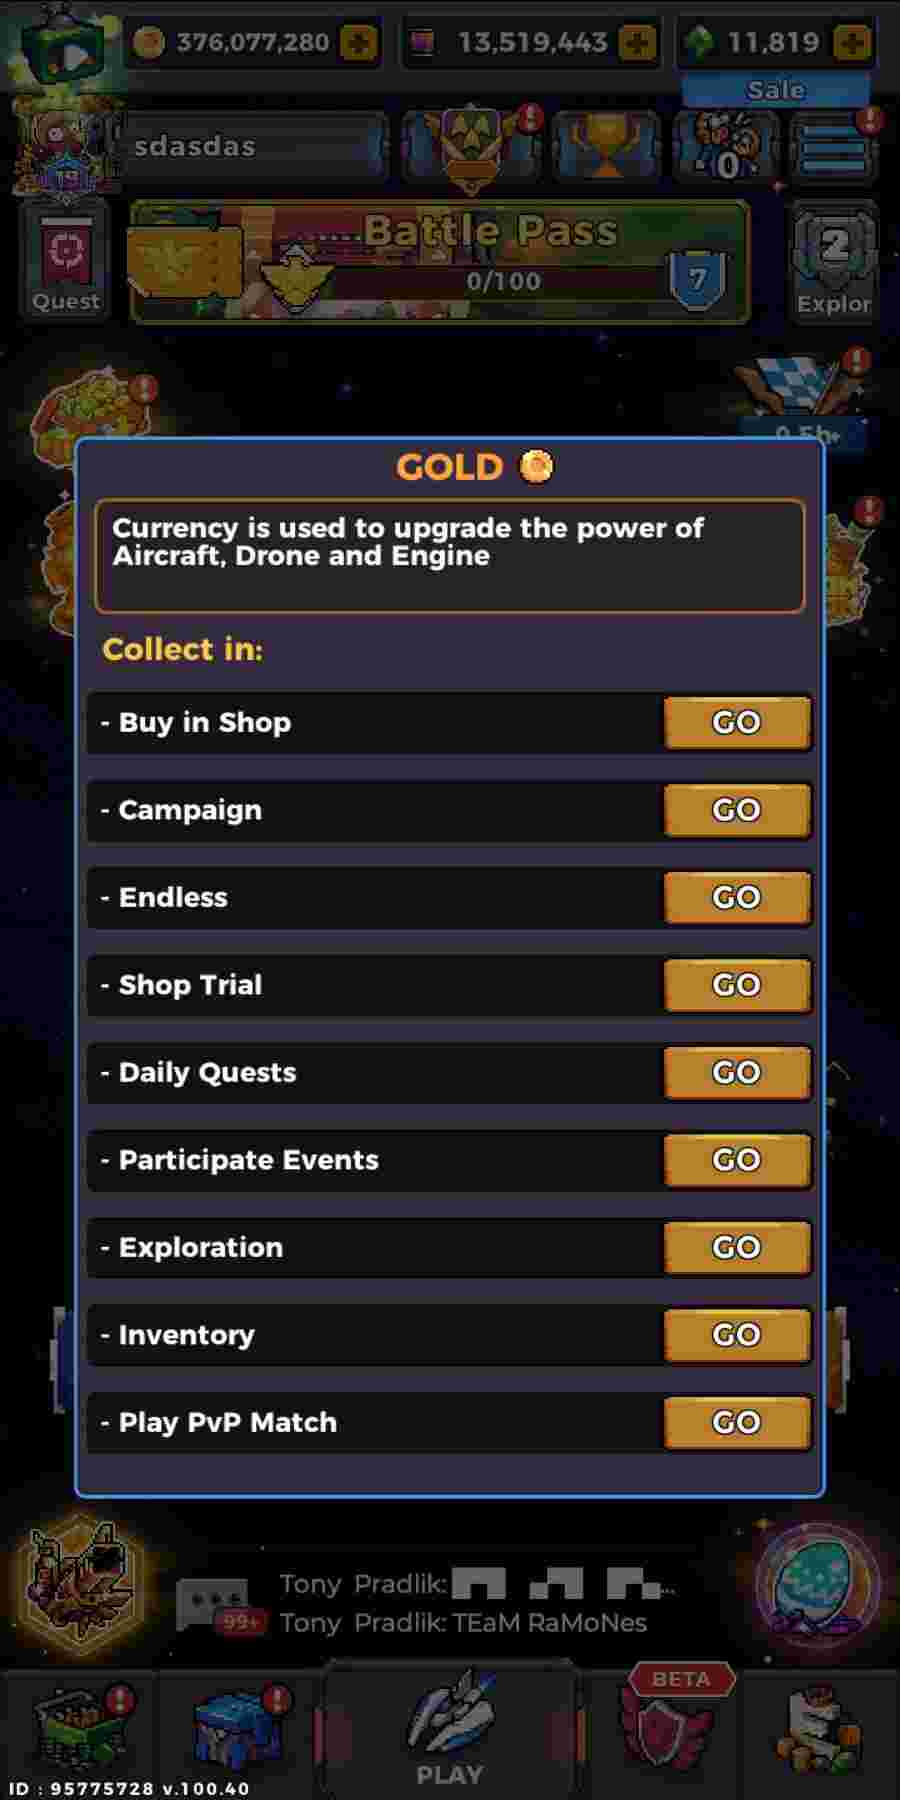 376,077,280
13,519,443
11,819
Sale
sdasdas
0
Quest
Battle Pass
0/100
7
2
Explor
GOLD
Currency is used to upgrade the power of
Aircraft, Drone and Engine
Collect in:
- Buy in Shop GO
- Campaign GO
- Endless GO
- Shop Trial GO
- Daily Quests GO
- Participate Events GO
- Exploration GO
- Inventory GO
- Play PvP Match GO
Tony Pradlik:
99+
Tony Pradlik: TEaM RaMoNes
BETA
PLAY
ID : 95775728 v.100.40